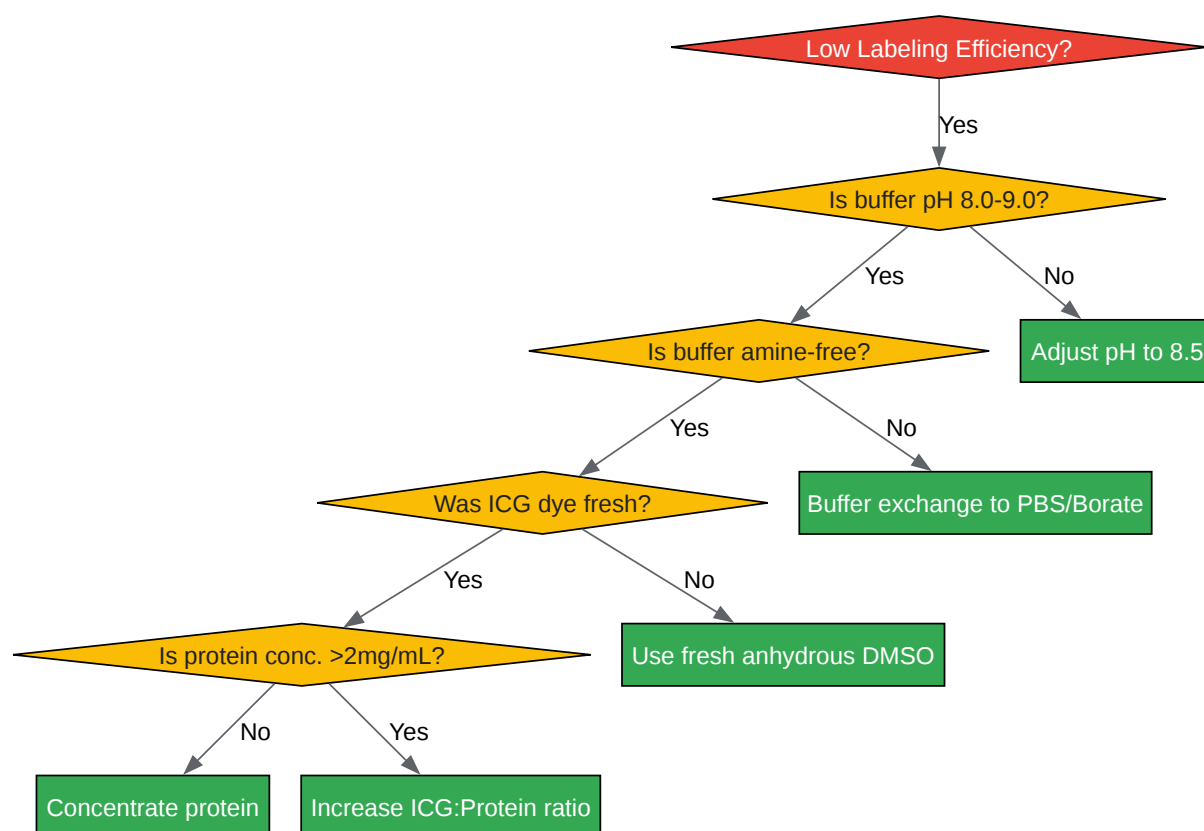 Low Labeling Efficiency?
Yes
Is buffer pH 8.0-9.0?
Yes
No
Is buffer amine-free?
Adjust pH to 8.5
Yes
No
Was ICG dye fresh?
Buffer exchange to PBS/Borate
Yes
No
Is protein conc. >2mg/mL?
Use fresh anhydrous DMSO
No
Yes
Concentrate protein
Increase ICG:Protein ratio